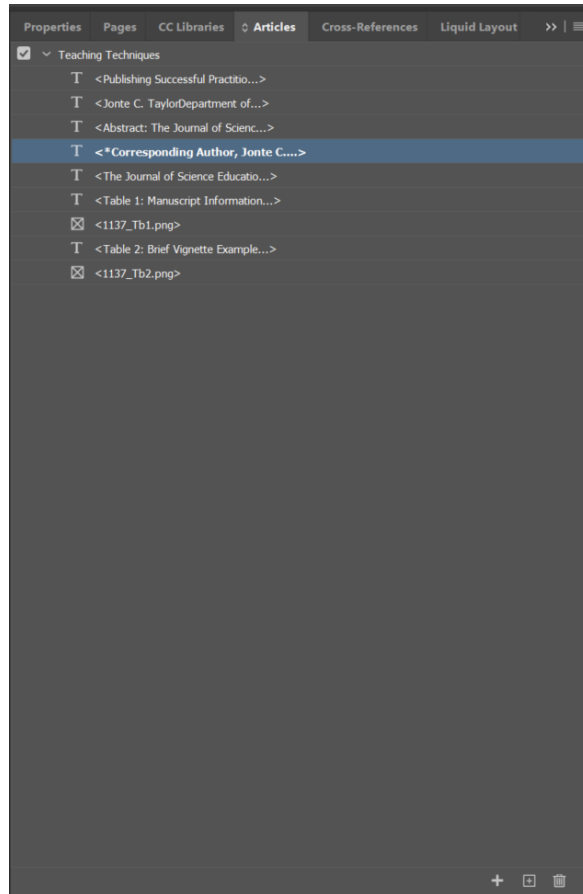 Properties Pages CC Libraries Articles Cross-References Liquid Layout
Teaching Techniques
T <Publishing Successful Practitio...>
T <Jonte C. TaylorDepartment of...>
T <Abstract: The Journal of Scienc...>
T <*Corresponding Author, Jonte C....>
T <The Journal of Science Educatio...>
T <Table 1: Manuscript Information...>
<1137_Tb1.png>
T <Table 2: Brief Vignette Example...>
<1137_Tb2.png>